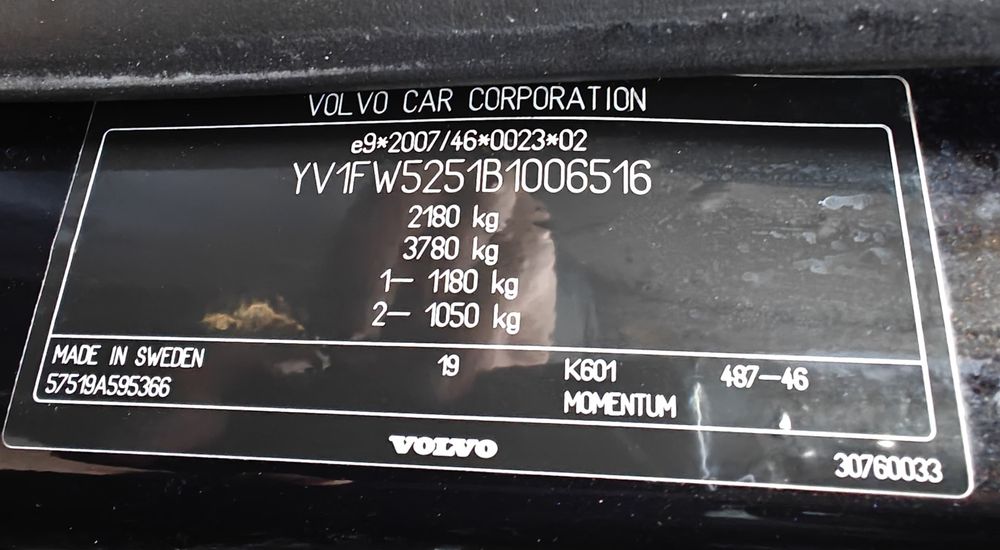 VOLVO CAR CORPORATION
e9*2007/46*0023*02
YV1FW5251B1006516
2180 kg
3780 kg
1— 1180 kg
2— 1050 kg
MADE IN SWEDEN 19 K601 487—46
57519A595366 MOMENTUM
VOLVO
30760033